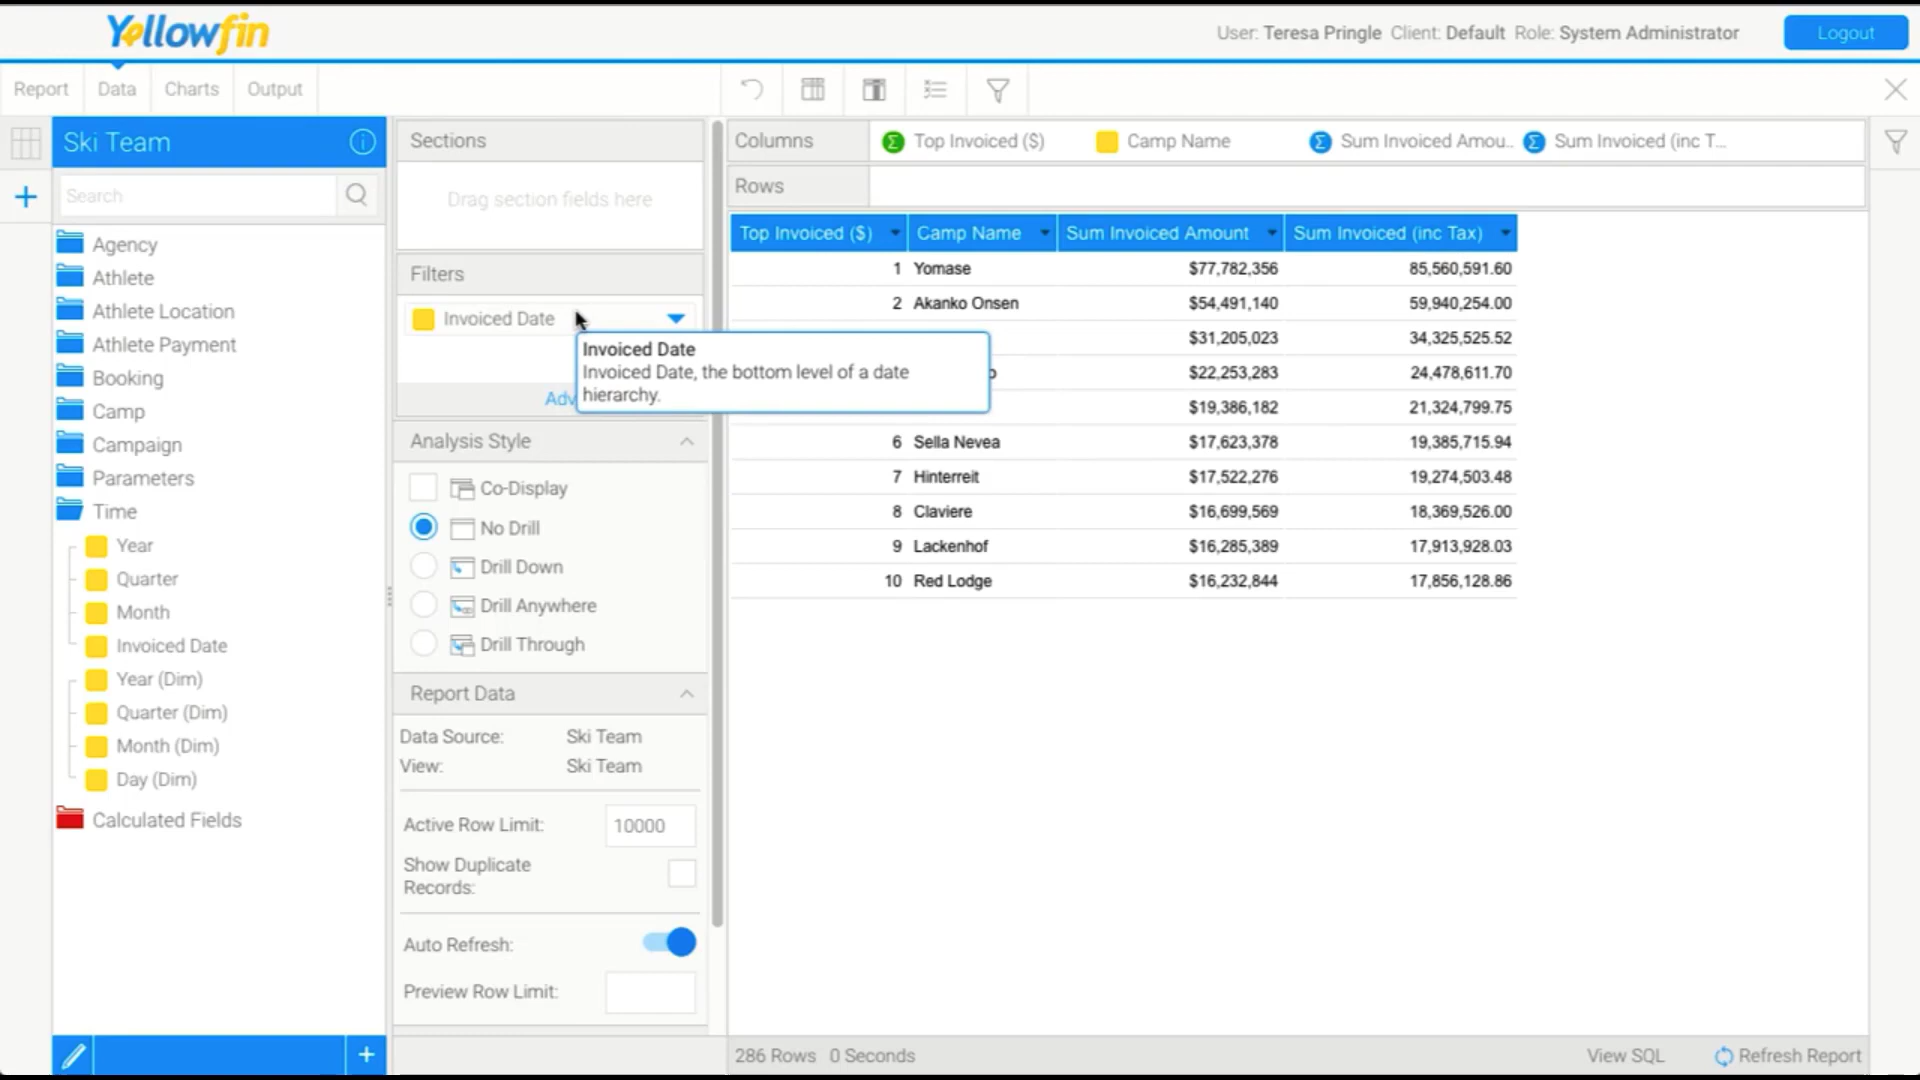 Yellowfin
User: Teresa Pringle Client: Default Role: System Administrator
Logout
Report
Data
Charts
Output
Ski Team
Search
Agency
Athlete
Athlete Location
Athlete Payment
Booking
Camp
Campaign
Parameters
Time
Year
Quarter
Month
Invoiced Date
Year (Dim)
Quarter (Dim)
Month (Dim)
Day (Dim)
Calculated Fields
Sections
Drag section fields here
Filters
Invoiced Date
Adv
Invoiced Date
Invoiced Date, the bottom level of a date
hierarchy.
Analysis Style
Co-Display
No Drill
Drill Down
Drill Anywhere
Drill Through
Report Data
Data Source: Ski Team
View: Ski Team
Active Row Limit: 10000
Show Duplicate
Records:
Auto Refresh:
Preview Row Limit:
Columns Top Invoiced ($) Camp Name Sum Invoiced Amou.. Sum Invoiced (inc T...
Rows
Top Invoiced ($) Camp Name Sum Invoiced Amount Sum Invoiced (inc Tax)
1 Yomase $77,782,356 85,560,591.60
2 Akanko Onsen $54,491,140 59,940,254.00
$31,205,023 34,325,525.52
o $22,253,283 24,478,611.70
$19,386,182 21,324,799.75
6 Sella Nevea $17,623,378 19,385,715.94
7 Hinterreit $17,522,276 19,274,503.48
8 Claviere $16,699,569 18,369,526.00
9 Lackenhof $16,285,389 17,913,928.03
10 Red Lodge $16,232,844 17,856,128.86
286 Rows 0 Seconds
View SQL
Refresh Report